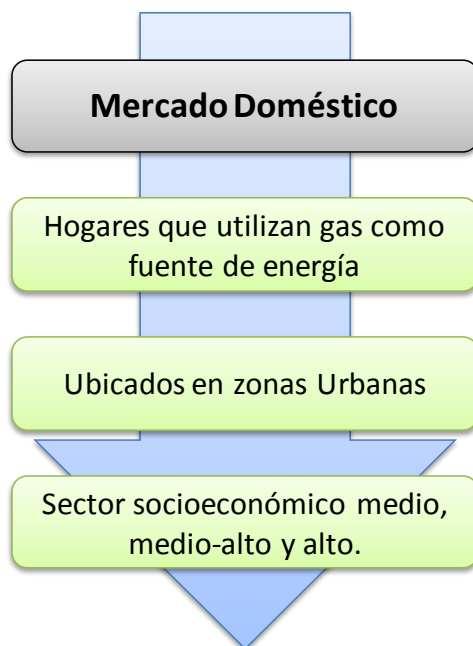 Mercado Doméstico
Hogares que utilizan gas como
fuente de energía
Ubicados en zonas Urbanas
Sector socioeconómico medio,
medio-alto y alto.